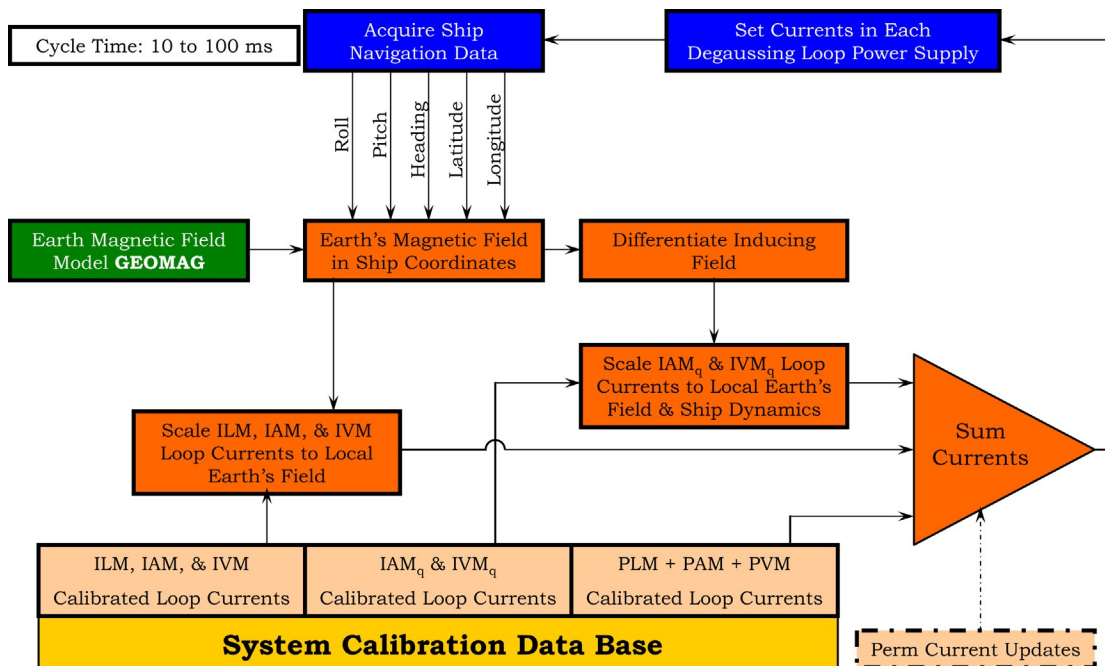 Cycle Time: 10 to 100 ms
Acquire Ship
Navigation Data
Set Currents in Each
Degaussing Loop Power Supply
Roll
Pitch
Heading
Latitude
Longitude
Earth Magnetic Field
Model GEOMAG
Earth's Magnetic Field
in Ship Coordinates
Differentiate Inducing
Field
Scale IAMq & IVMq Loop
Currents to Local Earth's
Field & Ship Dynamics
Scale ILM, IAM, & IVM
Loop Currents to Local
Earth's Field
Sum
Currents
ILM, IAM, & IVM
Calibrated Loop Currents
IAMq & IVMq
Calibrated Loop Currents
PLM + PAM + PVM
Calibrated Loop Currents
System Calibration Data Base
Perm Current Updates